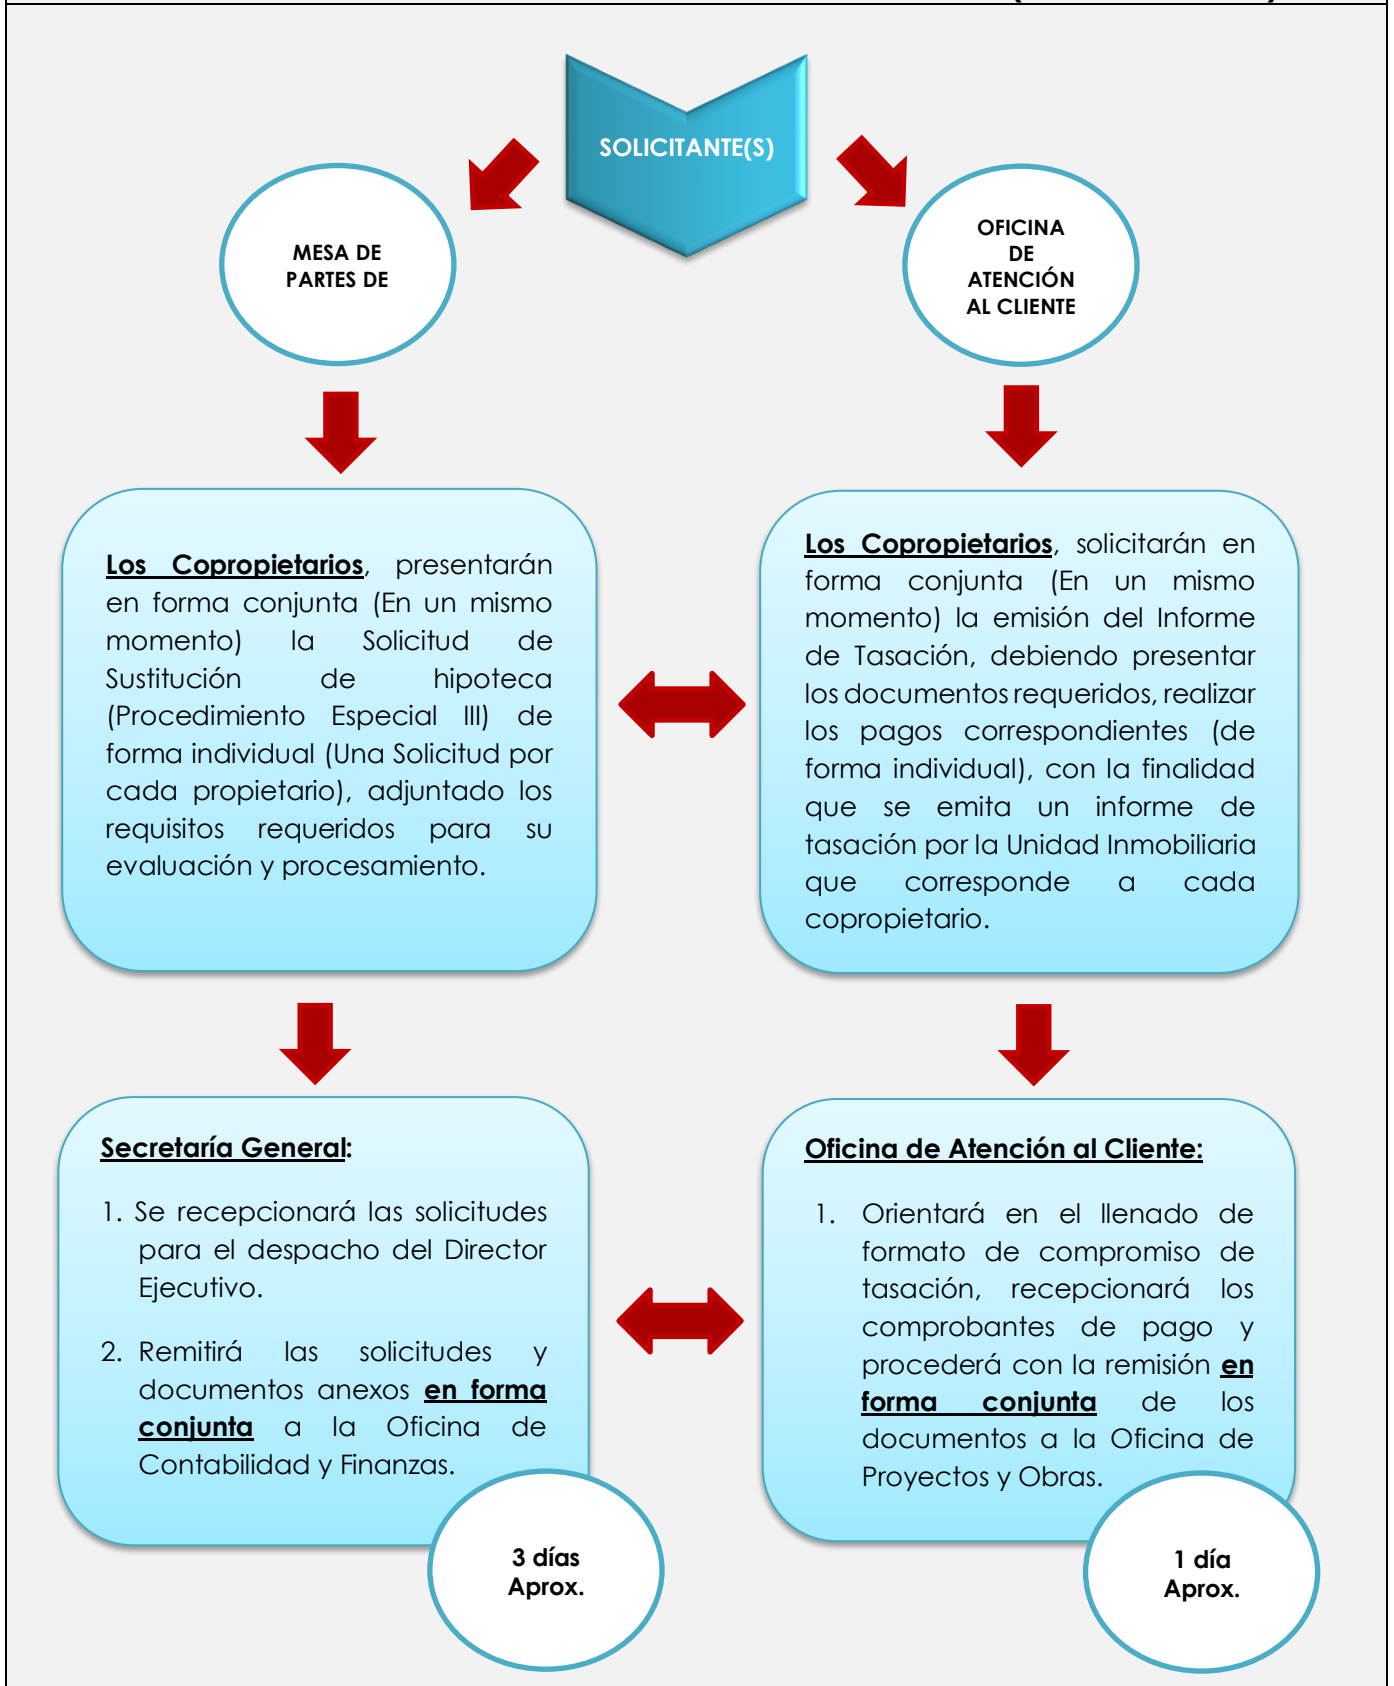 SOLICITANTE(S)
MESA DE
PARTES DE
OFICINA
DE
ATENCIÓN
AL CLIENTE
Los Copropietarios, presentarán
en forma conjunta (En un mismo
momento) la Solicitud de
Sustitución de hipoteca
(Procedimiento Especial III) de
forma individual (Una Solicitud por
cada propietario), adjuntado los
requisitos requeridos para su
evaluación y procesamiento.
Los Copropietarios, solicitarán en
forma conjunta (En un mismo
momento) la emisión del Informe
de Tasación, debiendo presentar
los documentos requeridos, realizar
los pagos correspondientes (de
forma individual), con la finalidad
que se emita un informe de
tasación por la Unidad Inmobiliaria
que corresponde a cada
copropietario.
Secretaría General:
1. Se recepcionará las solicitudes
para el despacho del Director
Ejecutivo.
2. Remitirá las solicitudes y
documentos anexos en forma
conjunta a la Oficina de
Contabilidad y Finanzas.
3 días
Aprox.
Oficina de Atención al Cliente:
1. Orientará en el llenado de
formato de compromiso de
tasación, recepcionará los
comprobantes de pago y
procederá con la remisión en
forma conjunta de los
documentos a la Oficina de
Proyectos y Obras.
1 día
Aprox.